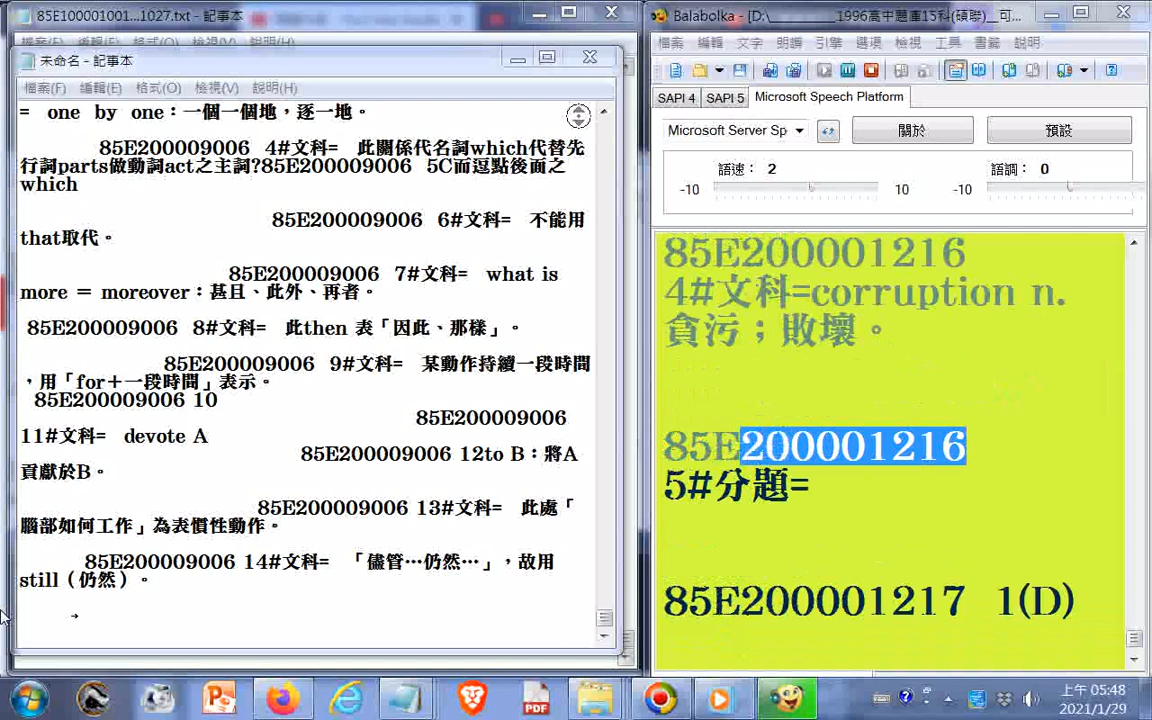 85E100001001...1027.txt - 記事本
未命名 - 記事本
檔案(F) 編輯(E) 格式(O) 檢視(V) 說明(H)
= one by one：一個一個地，逐一地。
85E200009006 4#文科= 此關係代名詞which代替先
行詞parts做動詞act之主詞?85E200009006 5C而逗點後面之
which
85E200009006 6#文科= 不能用
that取代。
85E200009006 7#文科= what is
more ＝ moreover：甚且、此外、再者。
85E200009006 8#文科= 此then 表「因此、那樣」。
85E200009006 9#文科= 某動作持續一段時間
，用「for＋一段時間」表示。
85E200009006 10
85E200009006
11#文科= devote A
85E200009006 12to B：將A
貢獻於B。
85E200009006 13#文科= 此處「
腦部如何工作」為表慣性動作。
85E200009006 14#文科= 「儘管…仍然…」，故用
still（仍然）。
Balabolka - [D:\________1996高中題庫15科(碩聯)__可...
檔案 編輯 文字 朗讀 引擎 選項 檢視 工具 書籤 說明
SAPI 4 SAPI 5 Microsoft Speech Platform
Microsoft Server Sp 關於 預設
語速： 2 語調： 0
-10 10 -10
85E200001216
4#文科=corruption n.
貪污；敗壞。
85E200001216
5#分題=
85E200001217 1(D)
PDF
上午 05:48
2021/1/29